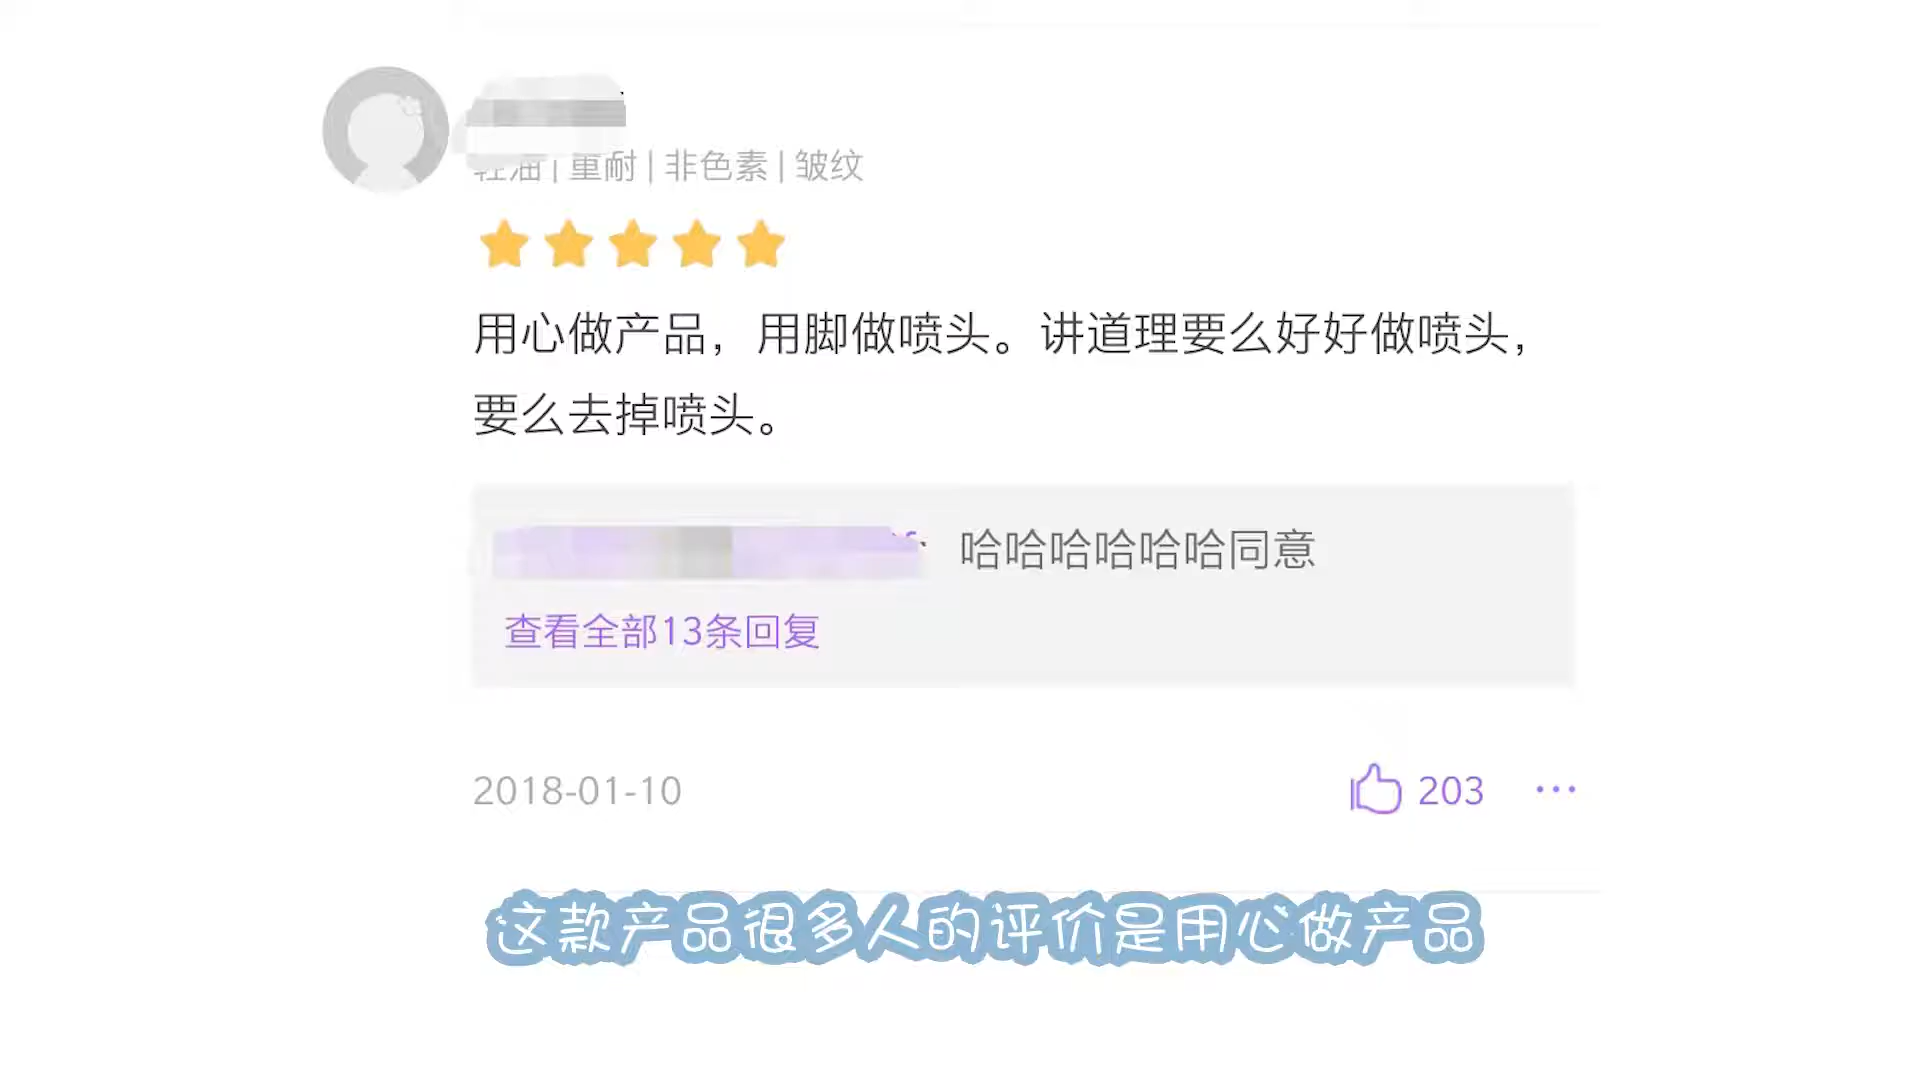 轻油 | 重耐 | 非色素 | 皱纹
用心做产品，用脚做喷头。讲道理要么好好做喷头，
要么去掉喷头。
哈哈哈哈哈哈同意
查看全部13条回复
2018-01-10
203 ···
这款产品很多人的评价是用心做产品